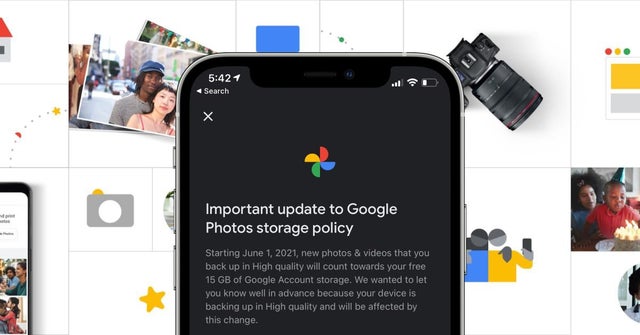 5:42
◀ Search
Important update to Google
Photos storage policy
Starting June 1, 2021, new photos & videos that you
back up in High quality will count towards your free
15 GB of Google Account storage. We wanted to let
you know well in advance because your device is
backing up in High quality and will be affected by
this change.